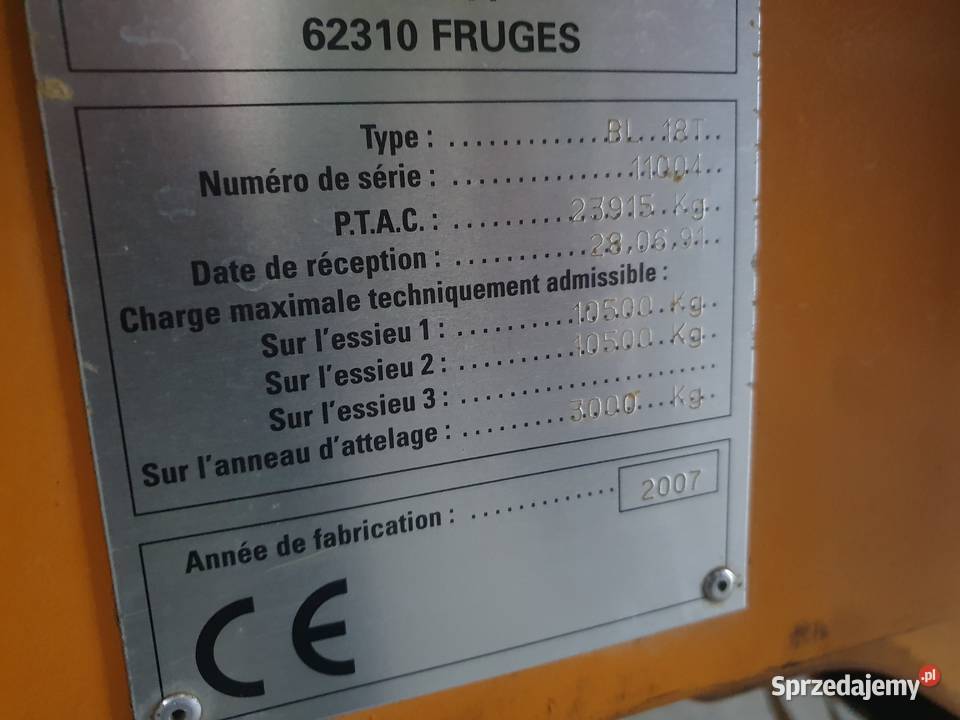 62310 FRUGES
Type : ............BL..18T..
Numéro de série : ................11004..
P.T.A.C. : ..........23915..Kg..
Date de réception : ............28.06.91..
Charge maximale techniquement admissible :
Sur l'essieu 1 : ..........10500..Kg..
Sur l'essieu 2 : ..........10500..Kg..
Sur l'essieu 3 : ......................
Sur l'anneau d'attelage : ..........3000...Kg..
Année de fabrication : ............. 2007
CE
Sprzedajemy.pl